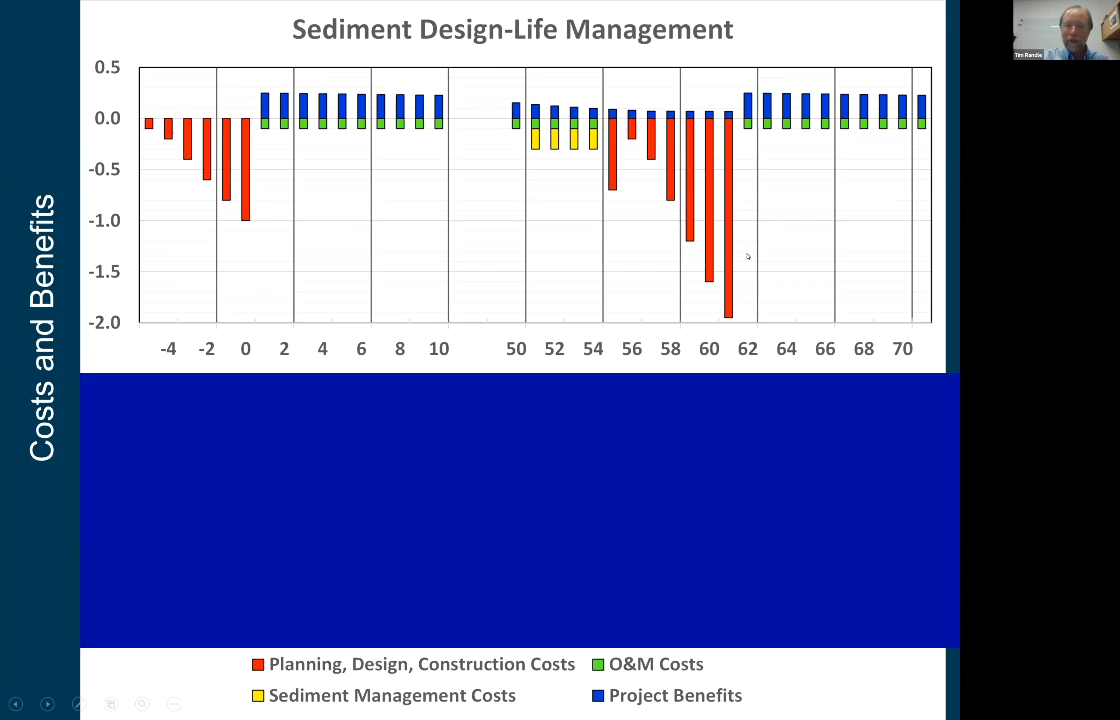 Sediment Design-Life Management
Costs and Benefits
0.5
0.0
-0.5
-1.0
-1.5
-2.0
-4 -2 0 2 4 6 8 10 50 52 54 56 58 60 62 64 66 68 70
Planning, Design, Construction Costs O&M Costs
Sediment Management Costs Project Benefits
Tim Randle